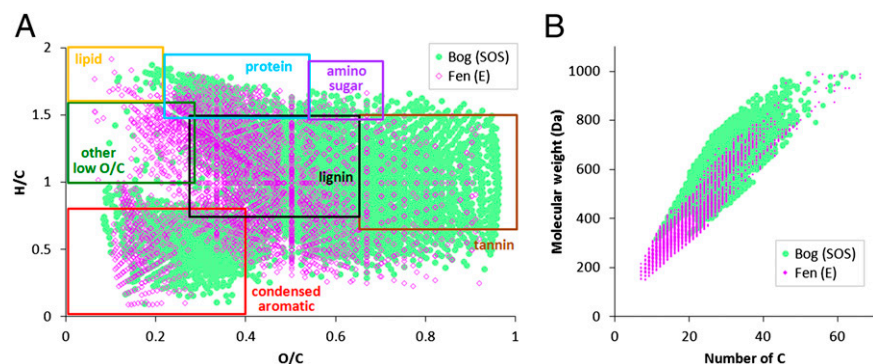 A
H/C
2
1.5
1
0.5
0
0
0.2
0.4
0.6
0.8
1
O/C
lipid
protein
amino
sugar
Bog (SOS)
Fen (E)
other
low O/C
lignin
tannin
condensed
aromatic
B
Molecular weight (Da)
1000
800
600
400
200
0
0
20
40
60
Number of C
Bog (SOS)
Fen (E)